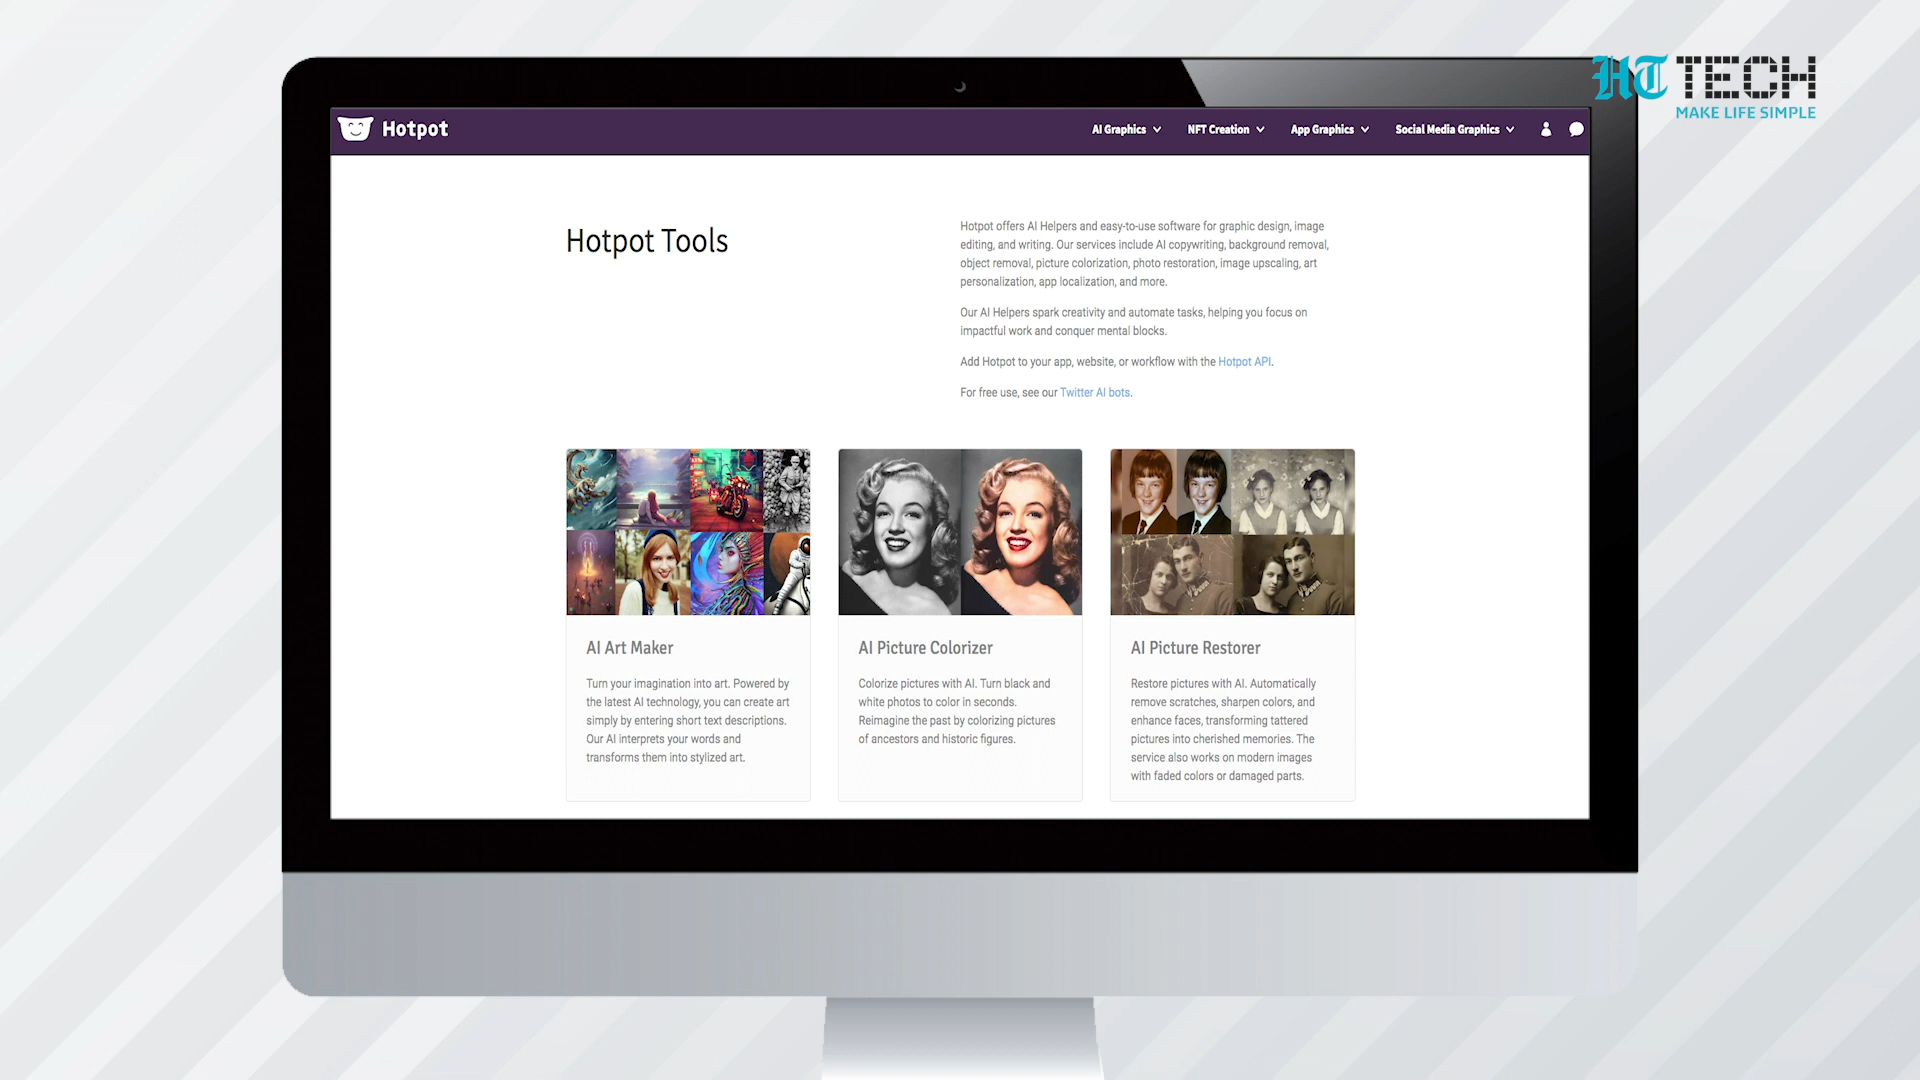 HT TECH
MAKE LIFE SIMPLE
Hotpot
AI Graphics
NFT Creation
App Graphics
Social Media Graphics
Hotpot Tools
Hotpot offers AI Helpers and easy-to-use software for graphic design, image
editing, and writing. Our services include AI copywriting, background removal,
object removal, picture colorization, photo restoration, image upscaling, art
personalization, app localization, and more.
Our AI Helpers spark creativity and automate tasks, helping you focus on
impactful work and conquer mental blocks.
Add Hotpot to your app, website, or workflow with the Hotpot API.
For free use, see our Twitter AI bots.
AI Art Maker
Turn your imagination into art. Powered by
the latest AI technology, you can create art
simply by entering short text descriptions.
Our AI interprets your words and
transforms them into stylized art.
AI Picture Colorizer
Colorize pictures with AI. Turn black and
white photos to color in seconds.
Reimagine the past by colorizing pictures
of ancestors and historic figures.
AI Picture Restorer
Restore pictures with AI. Automatically
remove scratches, sharpen colors, and
enhance faces, transforming tattered
pictures into cherished memories. The
service also works on modern images
with faded colors or damaged parts.